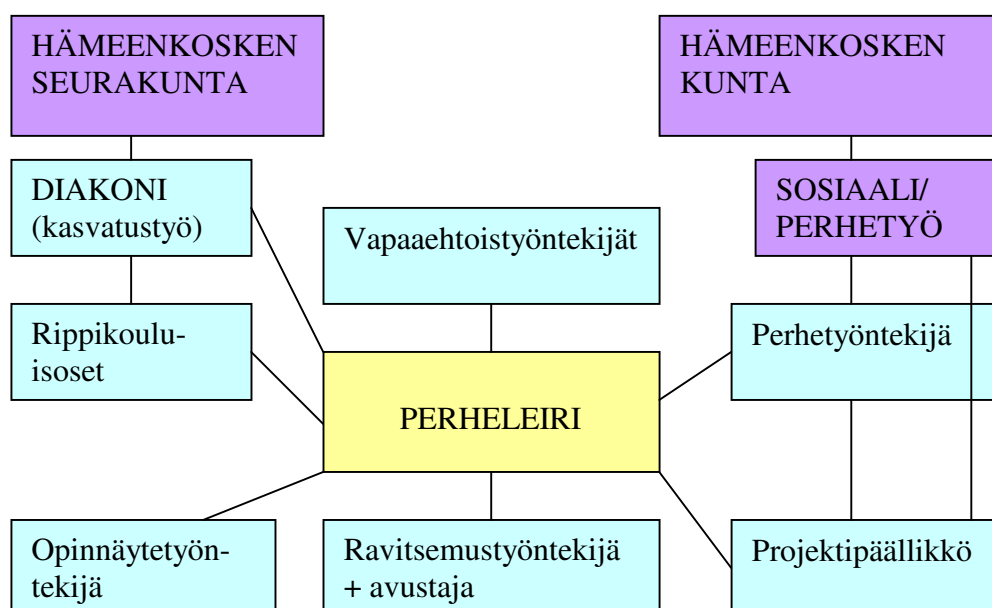 HÄMEENKOSKEN
SEURAKUNTA
HÄMEENKOSKEN
KUNTA
DIAKONI
(kasvatustyö)
SOSIAALI/
PERHETYÖ
Vapaaehtoistyöntekijät
Rippikoulu-
isoset
Perhetyöntekijä
PERHELEIRI
Opinnäytetyön-
tekijä
Ravitsemustyöntekijä
+ avustaja
Projektipäällikkö